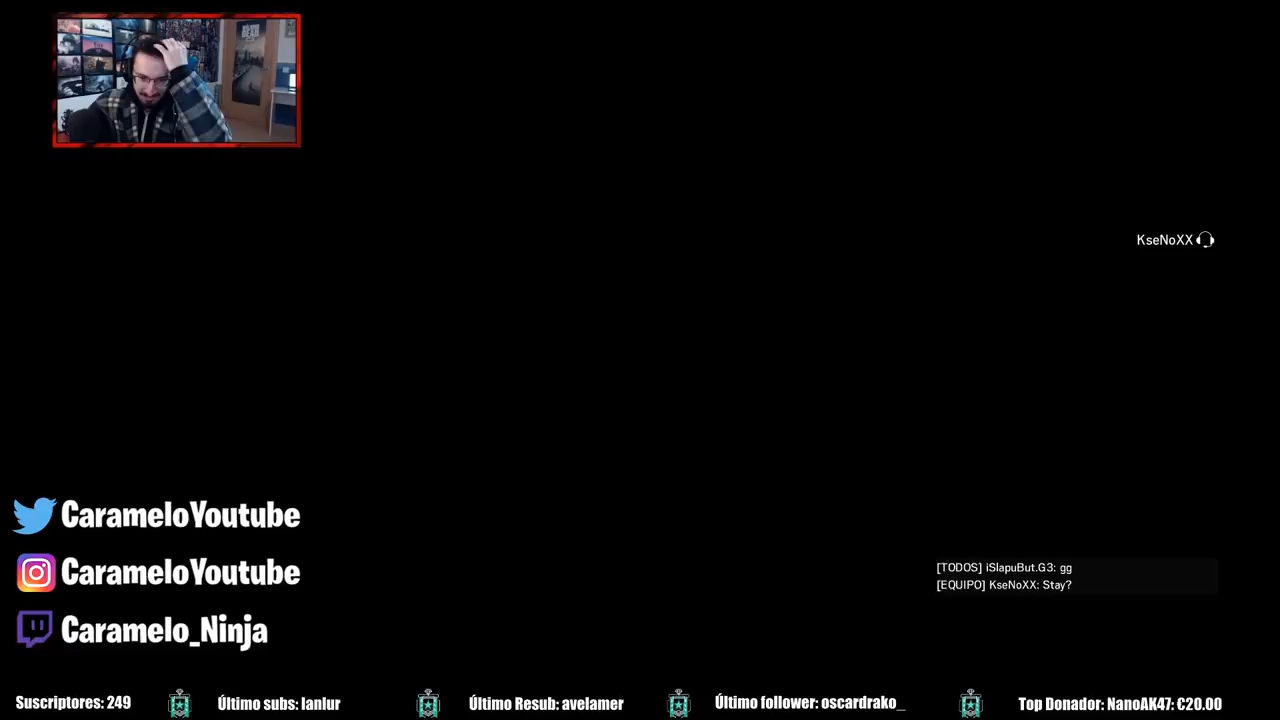 KseNoXX
CarameloYoutube
CarameloYoutube
Caramelo_Ninja
[TODOS] iSlapuBut.G3: gg
[EQUIPO] KseNoXX: Stay?
Suscriptores: 249
Último subs: lanlur
Último Resub: avelamer
Último follower: oscardrako_
Top Donador: NanoAK47: €20.00